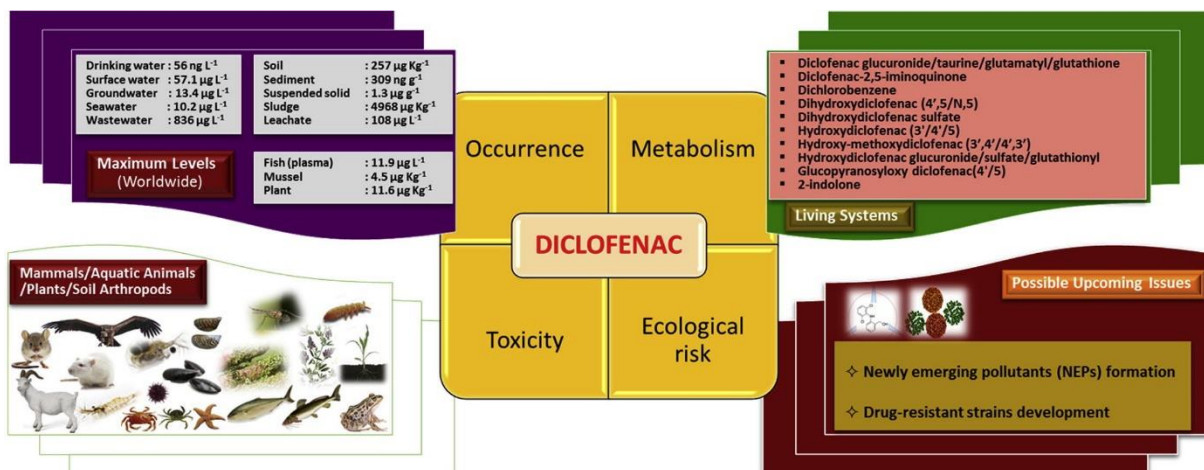 Drinking water : 56 ng L⁻¹
Surface water : 57.1 µg L⁻¹
Groundwater : 13.4 µg L⁻¹
Seawater : 10.2 µg L⁻¹
Wastewater : 836 µg L⁻¹
Soil : 257 µg Kg⁻¹
Sediment : 309 ng g⁻¹
Suspended solid : 1.3 µg g⁻¹
Sludge : 4968 µg Kg⁻¹
Leachate : 108 µg L⁻¹
Maximum Levels
(Worldwide)
Fish (plasma) : 11.9 µg L⁻¹
Mussel : 4.5 µg Kg⁻¹
Plant : 11.6 µg Kg⁻¹
Occurrence
Metabolism
DICLOFENAC
Toxicity
Ecological
risk
▪ Diclofenac glucuronide/taurine/glutamatyl/glutathione
▪ Diclofenac-2,5-iminoquinone
▪ Dichlorobenzene
▪ Dihydroxydiclofenac (4',5/N,5)
▪ Dihydroxydiclofenac sulfate
▪ Hydroxydiclofenac (3'/4'/5)
▪ Hydroxy-methoxydiclofenac (3',4'/4',3')
▪ Hydroxydiclofenac glucuronide/sulfate/glutathionyl
▪ Glucopyranosyloxy diclofenac(4'/5)
▪ 2-indolone
Living Systems
Mammals/Aquatic Animals
/Plants/Soil Arthropods
Possible Upcoming Issues
✧ Newly emerging pollutants (NEPs) formation
✧ Drug-resistant strains development